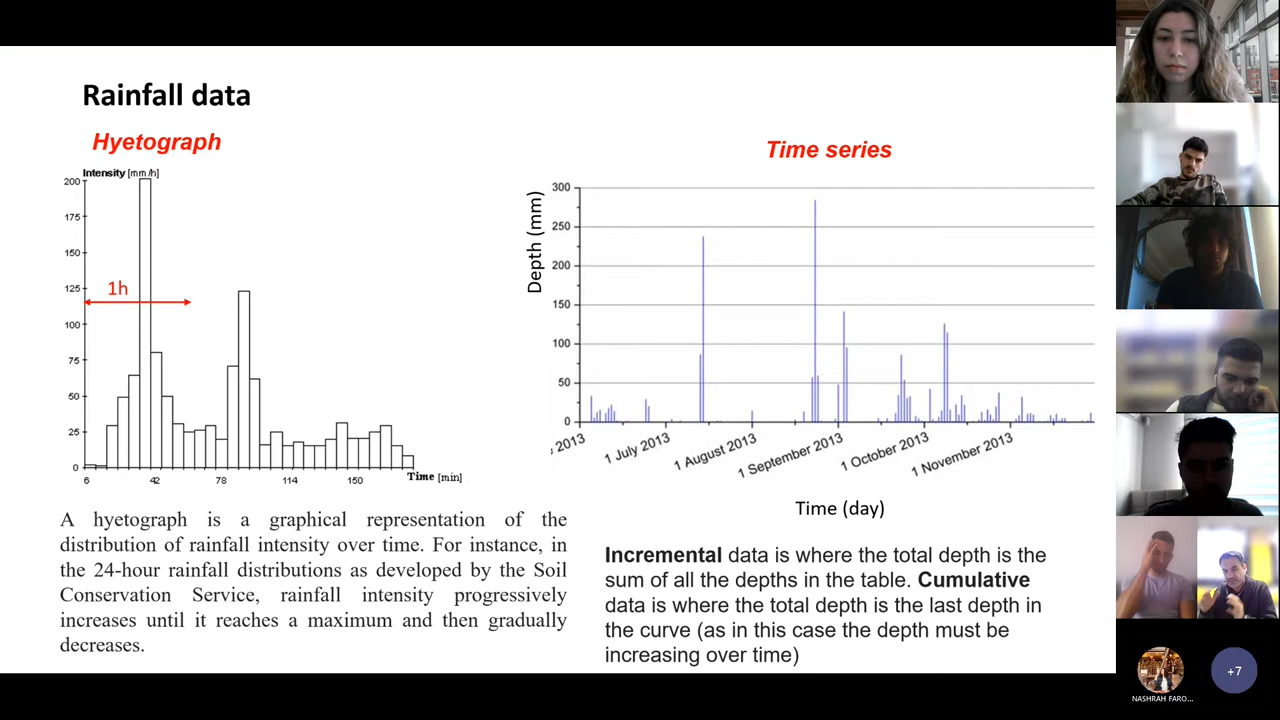 Rainfall data
Hyetograph
Intensity [mm/h]
200
175
150
125
100
75
50
25
0
1h
6 42 78 114 150
Time [min]
A hyetograph is a graphical representation of the
distribution of rainfall intensity over time. For instance, in
the 24-hour rainfall distributions as developed by the Soil
Conservation Service, rainfall intensity progressively
increases until it reaches a maximum and then gradually
decreases.
Time series
Depth (mm)
300
250
200
150
100
50
0
2013
1 July 2013
1 August 2013
1 September 2013
1 October 2013
1 November 2013
Time (day)
Incremental data is where the total depth is the
sum of all the depths in the table. Cumulative
data is where the total depth is the last depth in
the curve (as in this case the depth must be
increasing over time)
+7
NASHRAH FARO...